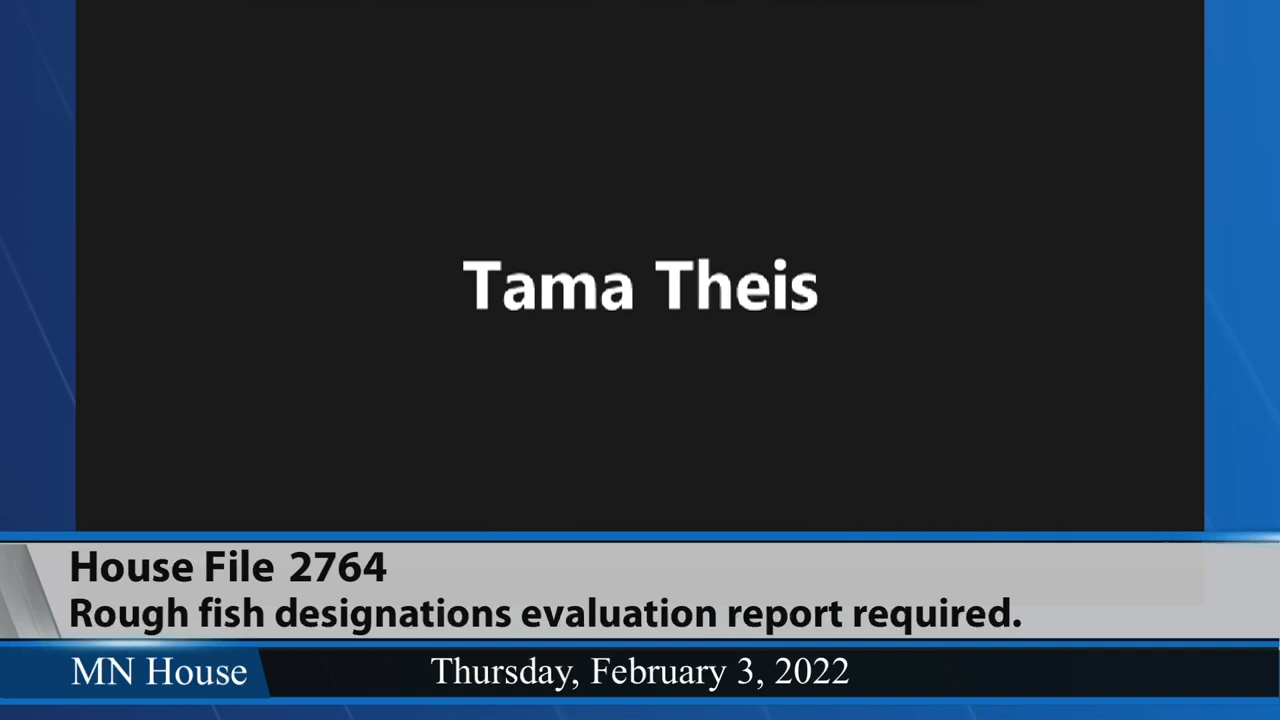 Tama Theis
House File 2764
Rough fish designations evaluation report required.
MN House
Thursday, February 3, 2022